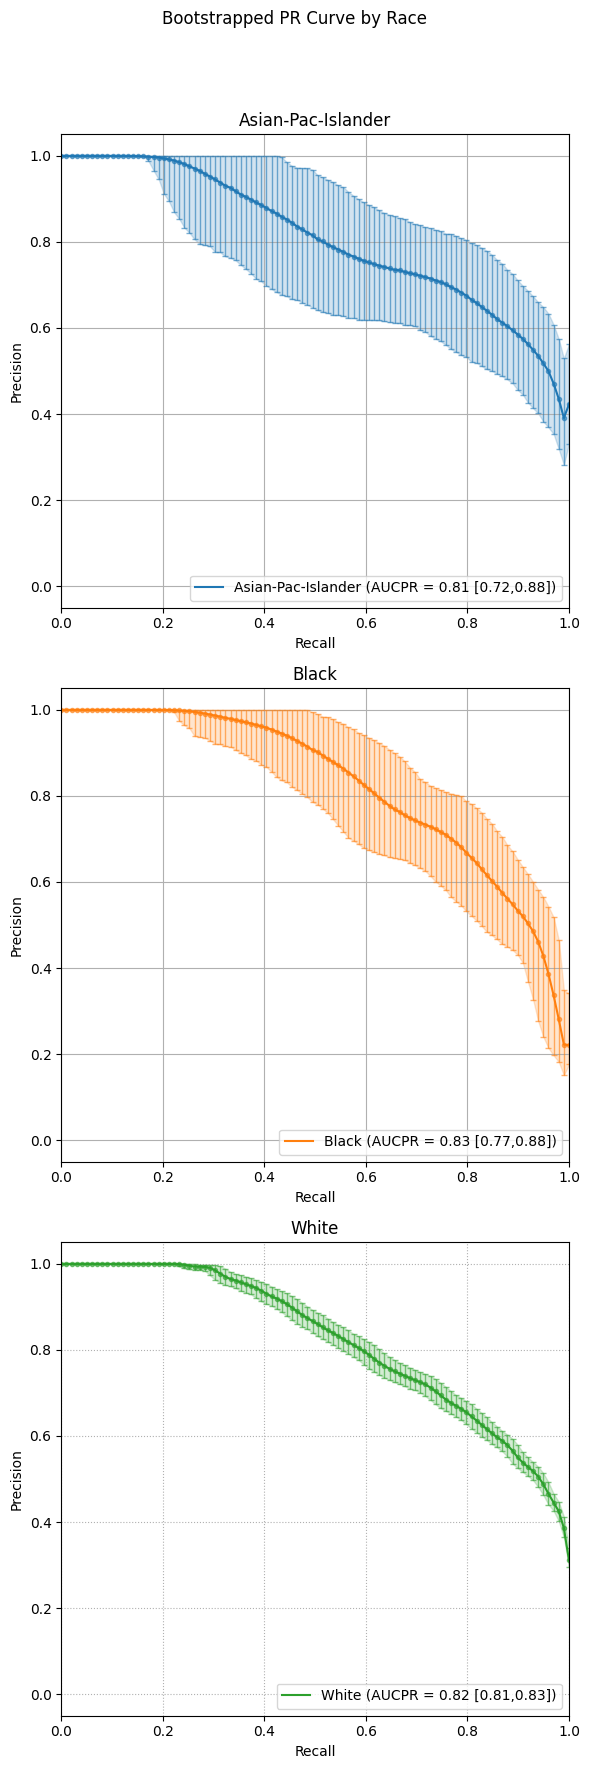 Bootstrapped PR Curve by Race
Asian-Pac-Islander
1.0
0.8
0.6
0.4
0.2
0.0
Precision
Asian-Pac-Islander (AUCPR = 0.81 [0.72,0.88])
0.0 0.2 0.4 0.6 0.8 1.0
Recall
Black
1.0
0.8
0.6
0.4
0.2
0.0
Precision
Black (AUCPR = 0.83 [0.77,0.88])
0.0 0.2 0.4 0.6 0.8 1.0
Recall
White
1.0
0.8
0.6
0.4
0.2
0.0
Precision
White (AUCPR = 0.82 [0.81,0.83])
0.0 0.2 0.4 0.6 0.8 1.0
Recall